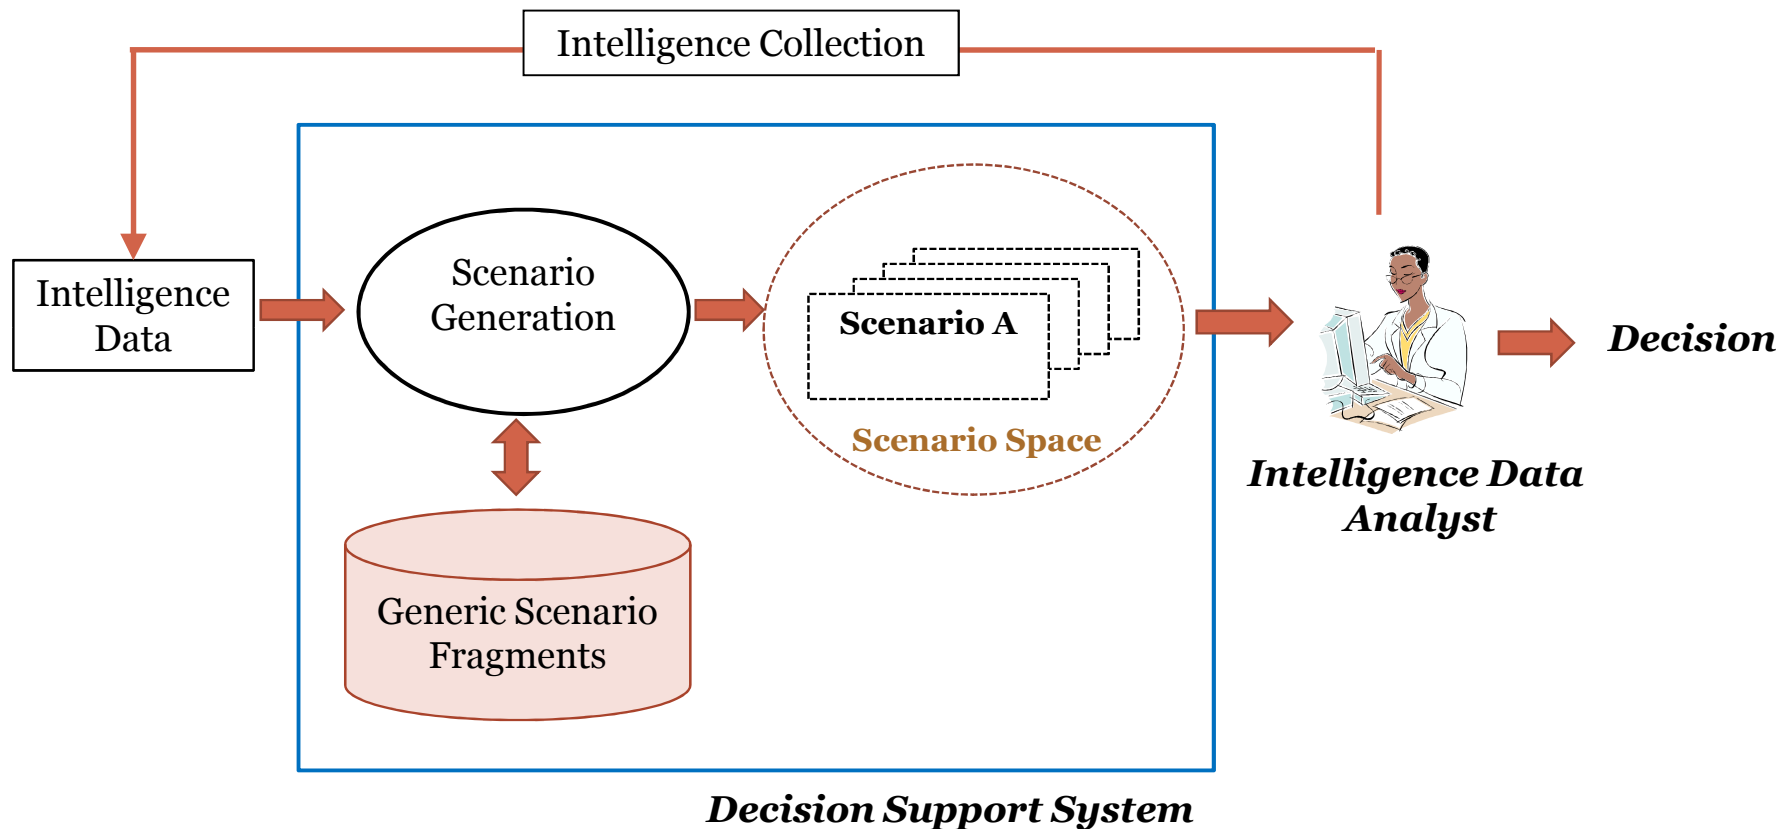 Intelligence Collection
Intelligence
Data
Scenario
Generation
Scenario A
Scenario Space
Generic Scenario
Fragments
Intelligence Data
Analyst
Decision
Decision Support System